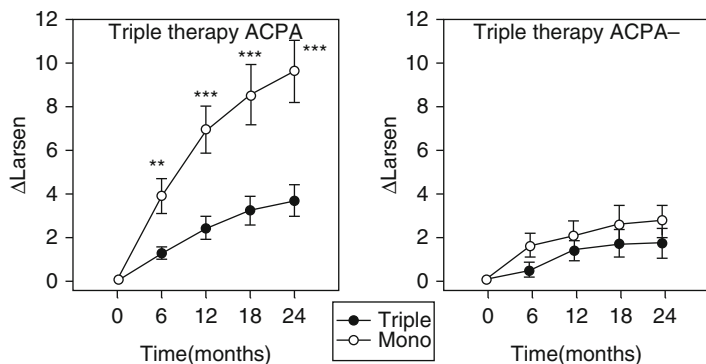 Triple therapy ACPA
12
10
8
6
4
2
0
ΔLarsen
**
***
***
***
0 6 12 18 24
Time(months)
Triple therapy ACPA–
12
10
8
6
4
2
0
ΔLarsen
0 6 12 18 24
Time(months)
Triple
Mono